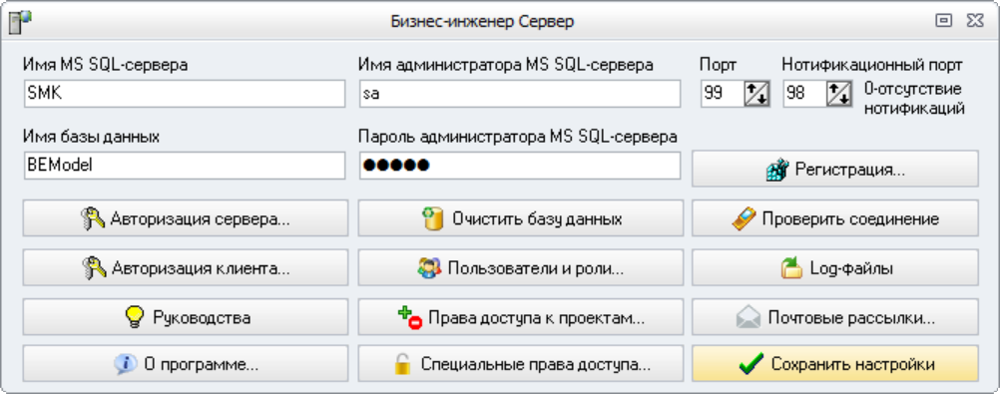 Бизнес-инженер Сервер
Имя MS SQL-сервера
Имя администратора MS SQL-сервера
Порт
Нотификационный порт
SMK
sa
99
98
0-отсутствие
нотификаций
Имя базы данных
Пароль администратора MS SQL-сервера
BEModel
●●●●●
Регистрация...
Авторизация сервера...
Очистить базу данных
Проверить соединение
Авторизация клиента...
Пользователи и роли...
Log-файлы
Руководства
Права доступа к проектам...
Почтовые рассылки...
О программе...
Специальные права доступа...
Сохранить настройки